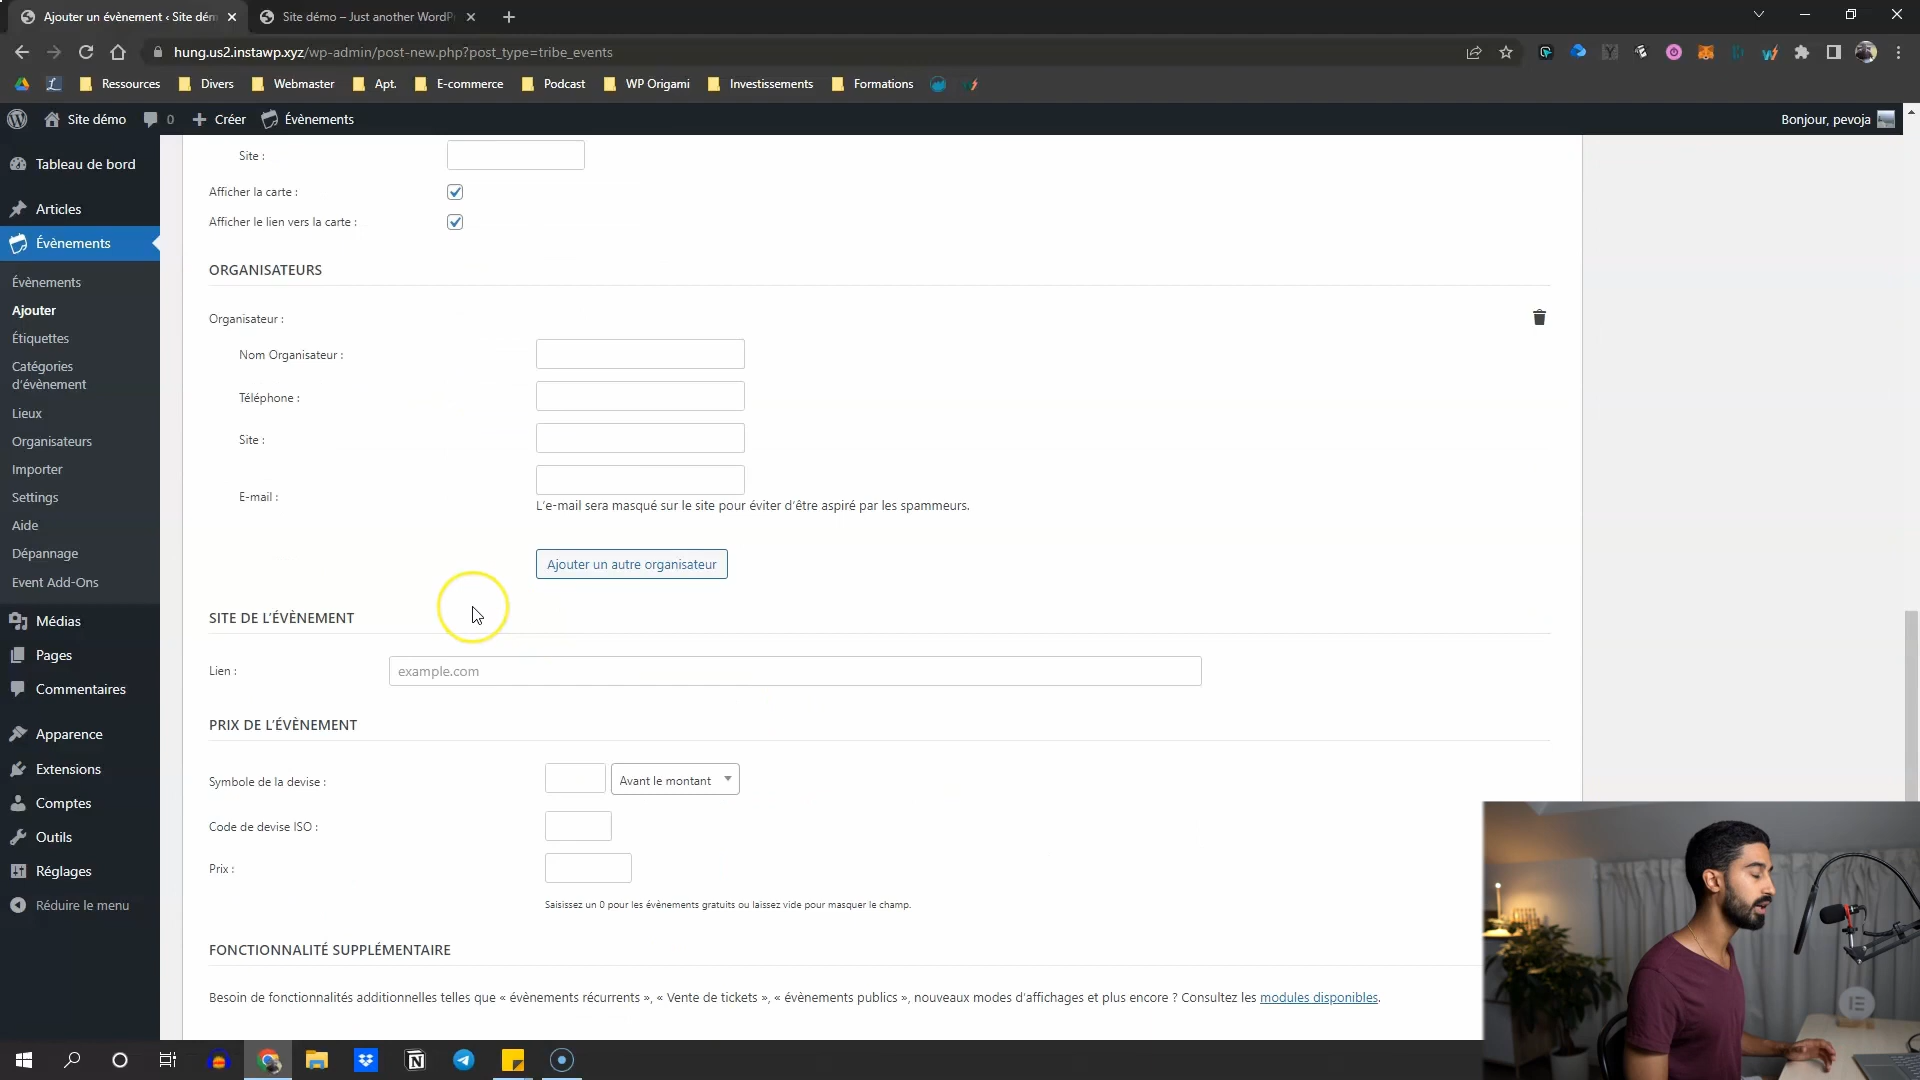 Ajouter un évènement ‹ Site dém
Site démo – Just another WordP
hung.us2.instawp.xyz/wp-admin/post-new.php?post_type=tribe_events
Ressources
Divers
Webmaster
Apt.
E-commerce
Podcast
WP Origami
Investissements
Formations
Site démo
0
Créer
Évènements
Bonjour, pevoja
Tableau de bord
Articles
Évènements
Évènements
Ajouter
Étiquettes
Catégories
d'évènement
Lieux
Organisateurs
Importer
Settings
Aide
Dépannage
Event Add-Ons
Médias
Pages
Commentaires
Apparence
Extensions
Comptes
Outils
Réglages
Réduire le menu
Site :
Afficher la carte :
Afficher le lien vers la carte :
ORGANISATEURS
Organisateur :
Nom Organisateur :
Téléphone :
Site :
E-mail :
L'e-mail sera masqué sur le site pour éviter d'être aspiré par les spammeurs.
Ajouter un autre organisateur
SITE DE L'ÉVÈNEMENT
Lien :
example.com
PRIX DE L'ÉVÈNEMENT
Symbole de la devise :
Avant le montant
Code de devise ISO :
Prix :
Saisissez un 0 pour les évènements gratuits ou laissez vide pour masquer le champ.
FONCTIONNALITÉ SUPPLÉMENTAIRE
Besoin de fonctionnalités additionnelles telles que « évènements récurrents », « Vente de tickets », « évènements publics », nouveaux modes d'affichages et plus encore ? Consultez les modules disponibles.